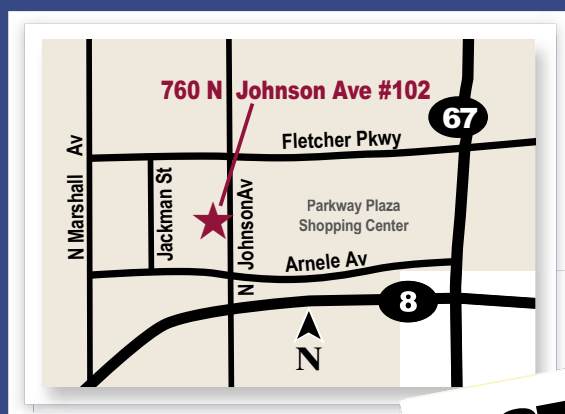 760 N Johnson Ave #102
67
Fletcher Pkwy
N Marshall Av
Jackman St
N JohnsonAv
Parkway Plaza
Shopping Center
Arnele Av
8
N